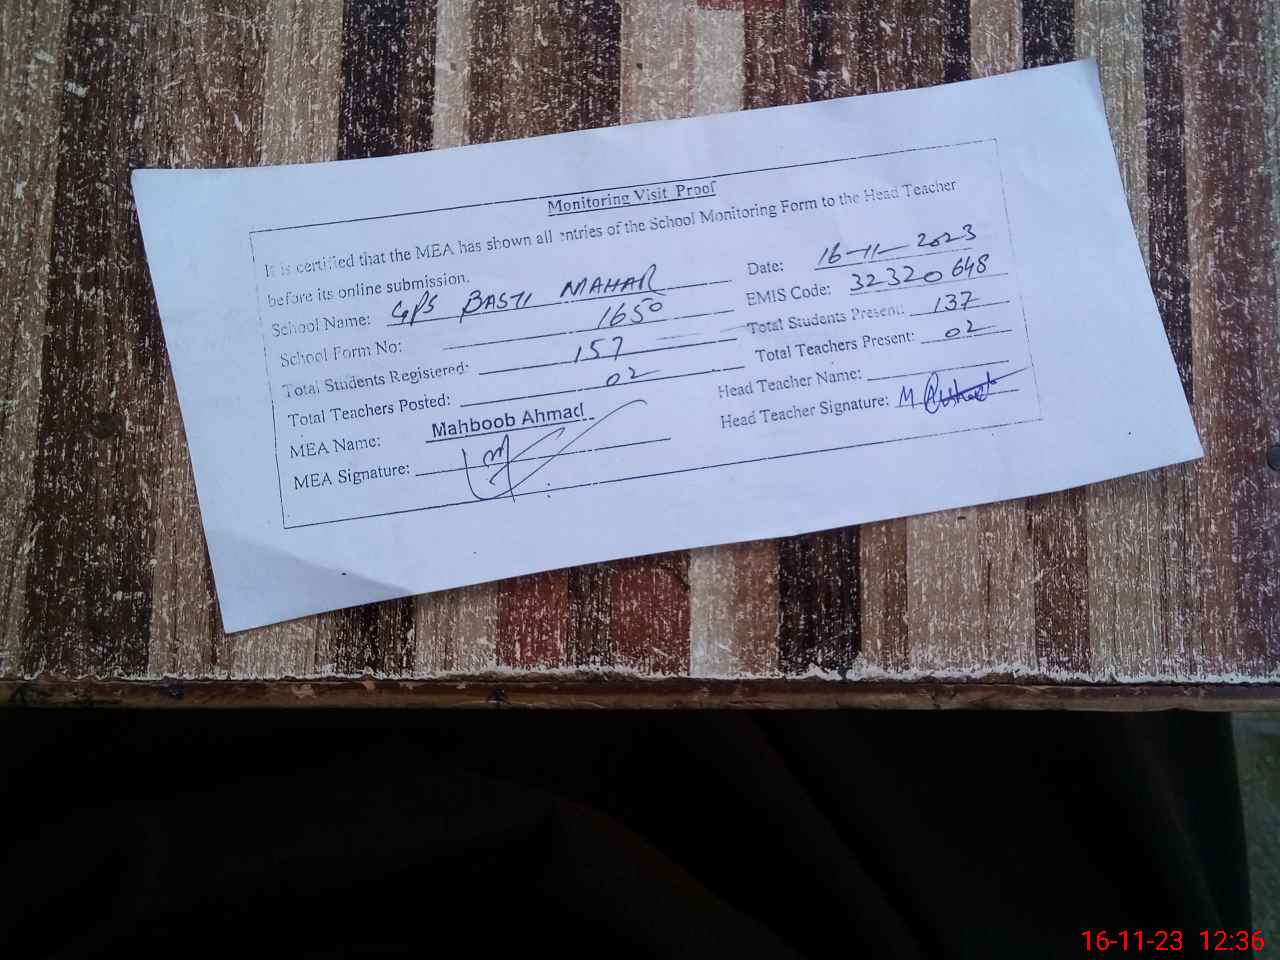 Monitoring Visit Proof
It is certified that the MEA has shown all entries of the School Monitoring Form to the Head Teacher
before its online submission.
Date: 16-11-2023
School Name: GPS BASTI MAHAR
EMIS Code: 32320648
School Form No: 1650
Total Students Present: 137
Total Students Registered: 157
Total Teachers Present: 02
Total Teachers Posted: 02
Head Teacher Name:
MEA Name: Mahboob Ahmad
Head Teacher Signature: M
MEA Signature:
16-11-23 12:36